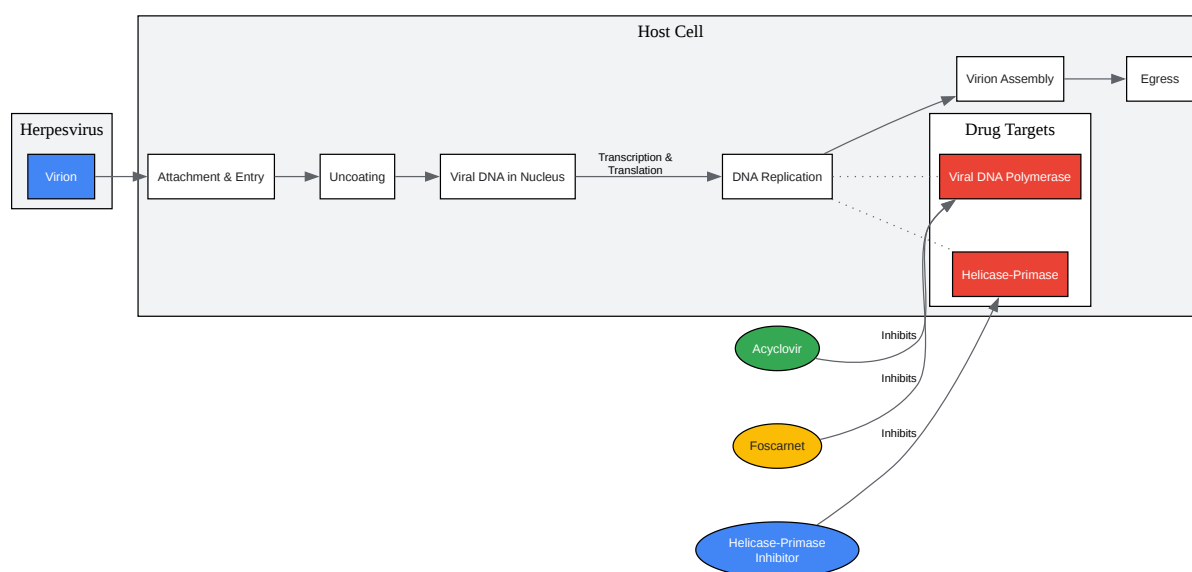 Host Cell
Herpesvirus
Virion
Attachment & Entry
Uncoating
Viral DNA in Nucleus
Transcription &
Translation
DNA Replication
Virion Assembly
Egress
Drug Targets
Viral DNA Polymerase
Helicase-Primase
Acyclovir
Inhibits
Foscarnet
Inhibits
Helicase-Primase
Inhibitor
Inhibits